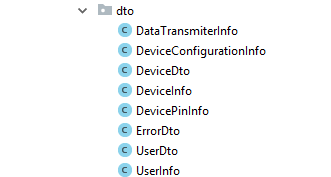 dto
DataTransmiterInfo
DeviceConfigurationInfo
DeviceDto
DeviceInfo
DevicePinInfo
ErrorDto
UserDto
UserInfo